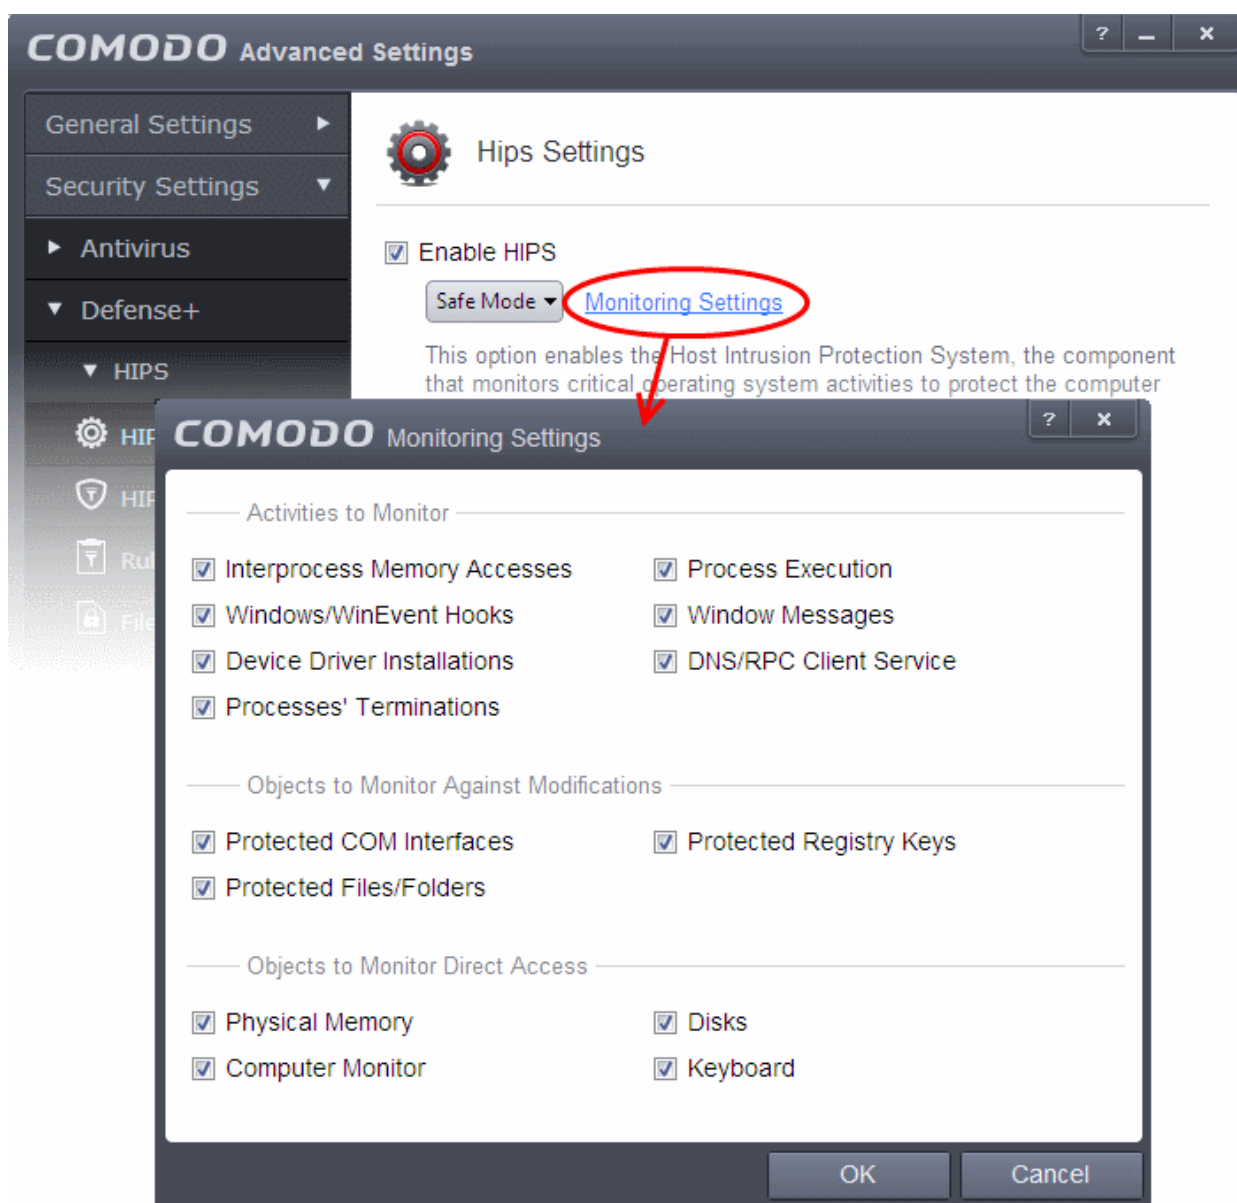 COMODO Advanced Settings
General Settings
Security Settings
Antivirus
Defense+
HIPS
Hips Settings
Enable HIPS
Safe Mode Monitoring Settings
This option enables the Host Intrusion Protection System, the component
that monitors critical operating system activities to protect the computer
COMODO Monitoring Settings
Activities to Monitor
Interprocess Memory Accesses Process Execution
Windows/WinEvent Hooks Window Messages
Device Driver Installations DNS/RPC Client Service
Processes' Terminations
Objects to Monitor Against Modifications
Protected COM Interfaces Protected Registry Keys
Protected Files/Folders
Objects to Monitor Direct Access
Physical Memory Disks
Computer Monitor Keyboard
OK Cancel